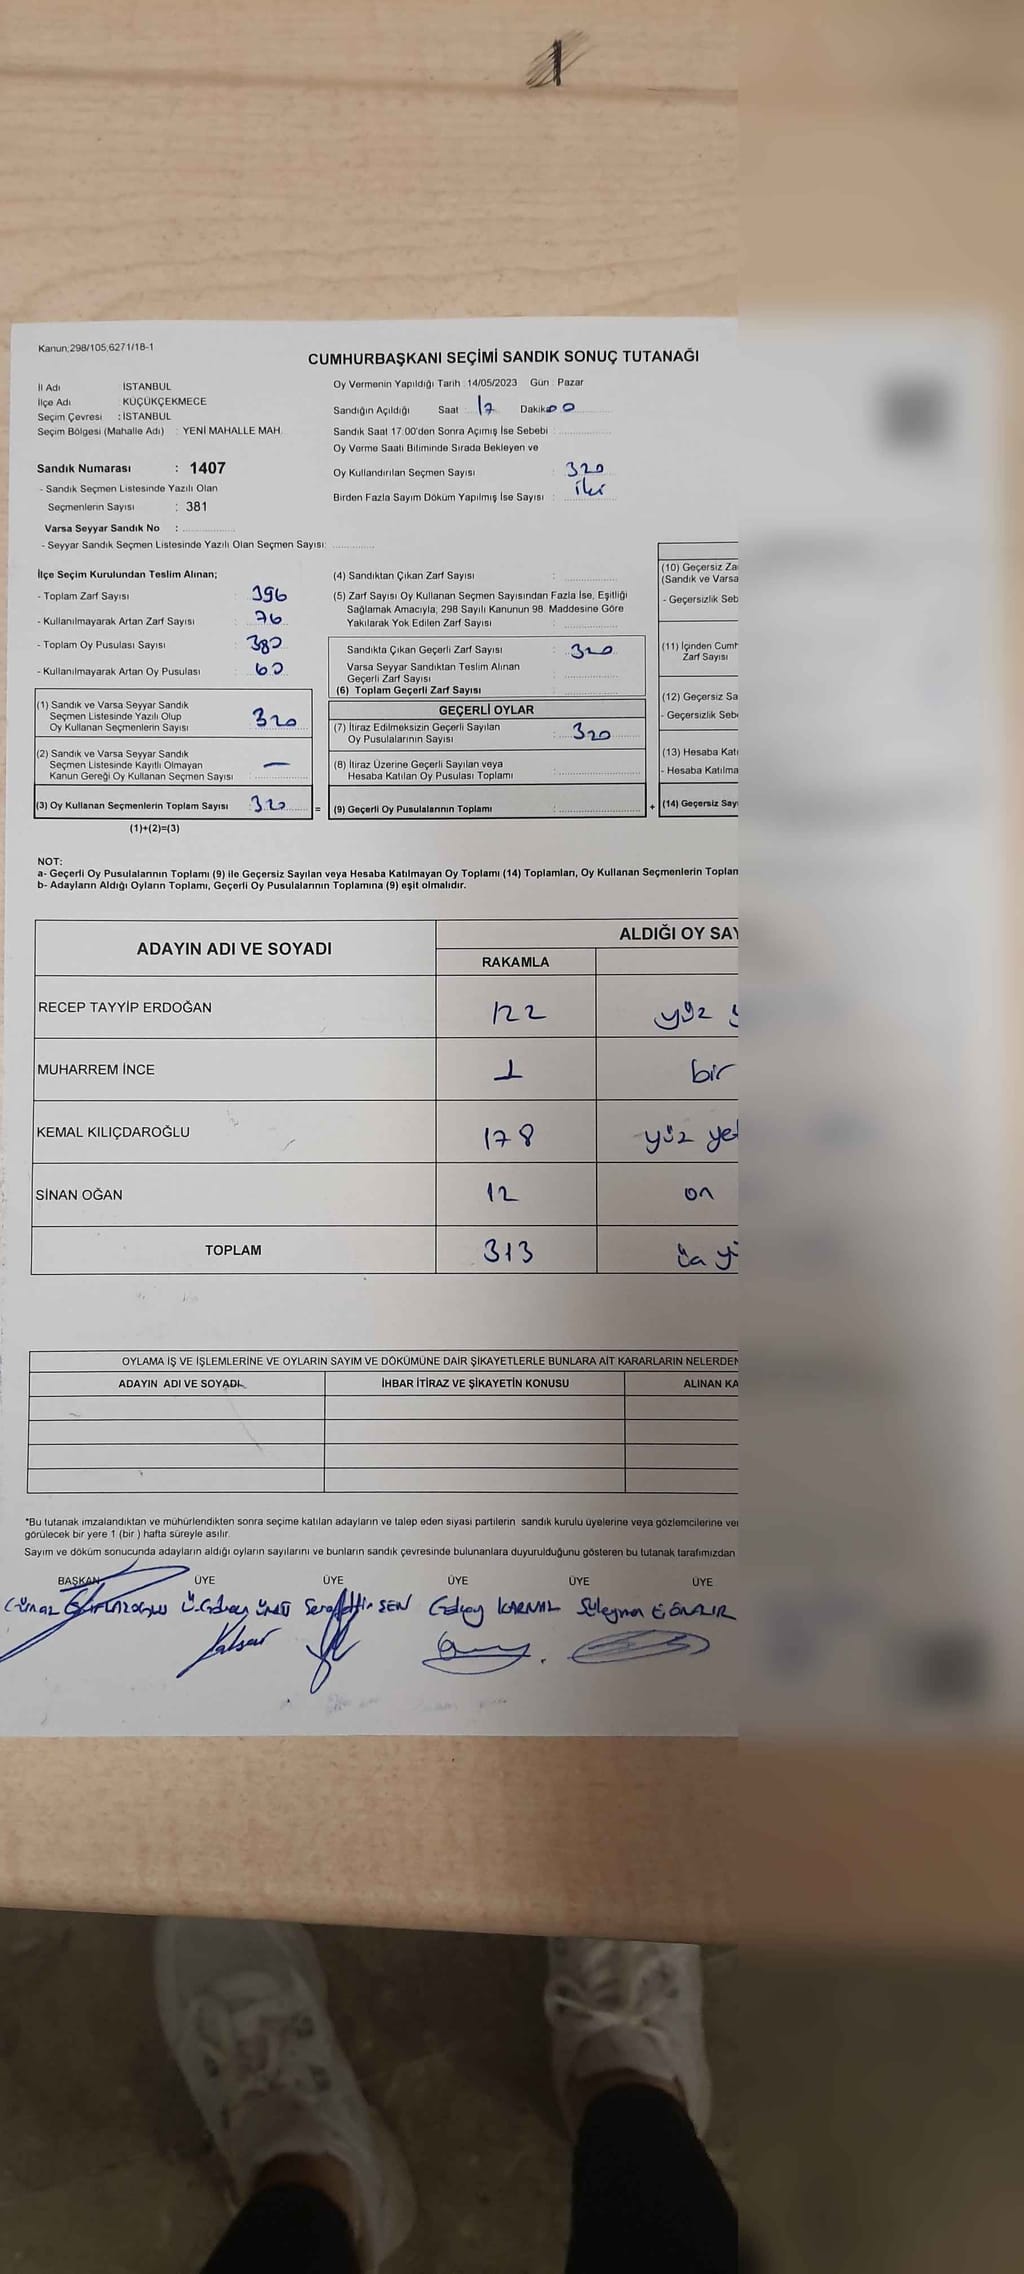 1
Kanun;298/105,6271/18-1
CUMHURBAŞKANI SEÇİMİ SANDIK SONUÇ TUTANAĞI
İl Adı : İSTANBUL
İlçe Adı : KÜÇÜKÇEKMECE
Seçim Çevresi : İSTANBUL
Seçim Bölgesi (Mahalle Adı) : YENİ MAHALLE MAH.
Oy Vermenin Yapıldığı Tarih : 14/05/2023 Gün : Pazar
Sandığın Açıldığı Saat : 17 Dakika 00
Sandık Saat 17:00'den Sonra Açımış İse Sebebi :
Oy Verme Saati Bitiminde Sırada Bekleyen ve
Oy Kullandırılan Seçmen Sayısı : 320
Birden Fazla Sayım Döküm Yapılmış İse Sayısı : iki
Sandık Numarası : 1407
- Sandık Seçmen Listesinde Yazılı Olan
Seçmenlerin Sayısı : 381
Varsa Seyyar Sandık No :
- Seyyar Sandık Seçmen Listesinde Yazılı Olan Seçmen Sayısı:
İlçe Seçim Kurulundan Teslim Alınan;
- Toplam Zarf Sayısı : 396
- Kullanılmayarak Artan Zarf Sayısı : 76
- Toplam Oy Pusulası Sayısı : 380
- Kullanılmayarak Artan Oy Pusulası : 60
(1) Sandık ve Varsa Seyyar Sandık
Seçmen Listesinde Yazılı Olup
Oy Kullanan Seçmenlerin Sayısı 320
(2) Sandık ve Varsa Seyyar Sandık
Seçmen Listesinde Kayıtlı Olmayan
Kanun Gereği Oy Kullanan Seçmen Sayısı : —
(3) Oy Kullanan Seçmenlerin Toplam Sayısı : 320
(1)+(2)=(3)
(4) Sandıktan Çıkan Zarf Sayısı :
(5) Zarf Sayısı Oy Kullanan Seçmen Sayısından Fazla İse, Eşitliği
Sağlamak Amacıyla; 298 Sayılı Kanunun 98. Maddesine Göre
Yakılarak Yok Edilen Zarf Sayısı :
Sandıkta Çıkan Geçerli Zarf Sayısı : 320
Varsa Seyyar Sandıktan Teslim Alınan
Geçerli Zarf Sayısı :
(6) Toplam Geçerli Zarf Sayısı :
GEÇERLİ OYLAR
(7) İtiraz Edilmeksizin Geçerli Sayılan
Oy Pusulalarının Sayısı : 320
(8) İtiraz Üzerine Geçerli Sayılan veya
Hesaba Katılan Oy Pusulası Toplamı :
= (9) Geçerli Oy Pusulalarının Toplamı : +
(10) Geçersiz Za
(Sandık ve Varsa
- Geçersizlik Seb
(11) İçinden Cumh
Zarf Sayısı
(12) Geçersiz Sa
- Geçersizlik Sebe
(13) Hesaba Katı
- Hesaba Katılma
(14) Geçersiz Say
NOT:
a- Geçerli Oy Pusulalarının Toplamı (9) ile Geçersiz Sayılan veya Hesaba Katılmayan Oy Toplamı (14) Toplamları, Oy Kullanan Seçmenlerin Toplan
b- Adayların Aldığı Oyların Toplamı, Geçerli Oy Pusulalarının Toplamına (9) eşit olmalıdır.
ADAYIN ADI VE SOYADI ALDIĞI OY SAY
RAKAMLA
RECEP TAYYİP ERDOĞAN 122 yüz y
MUHARREM İNCE 1 bir
KEMAL KILIÇDAROĞLU 178 yüz yet
SİNAN OĞAN 12 on
TOPLAM 313 üç yü
OYLAMA İŞ VE İŞLEMLERİNE VE OYLARIN SAYIM VE DÖKÜMÜNE DAİR ŞİKAYETLERLE BUNLARA AİT KARARLARIN NELERDEN
ADAYIN ADI VE SOYADI İHBAR İTİRAZ VE ŞİKAYETİN KONUSU ALINAN KA
*Bu tutanak imzalandıktan ve mühürlendikten sonra seçime katılan adayların ve talep eden siyasi partilerin sandık kurulu üyelerine veya gözlemcilerine ver
görülecek bir yere 1 (bir ) hafta süreyle asılır.
Sayım ve döküm sonucunda adayların aldığı oyların sayılarını ve bunların sandık çevresinde bulunanlara duyurulduğunu gösteren bu tutanak tarafımızdan
BAŞKAN ÜYE ÜYE ÜYE ÜYE ÜYE
ŞEN Gökçay KARNAL Süleyman